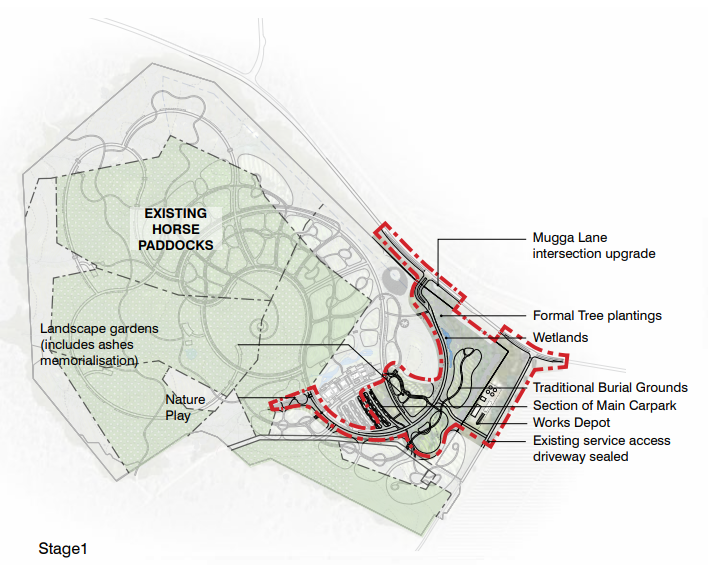 EXISTING
HORSE
PADDOCKS
Mugga Lane
intersection upgrade
Formal Tree plantings
Wetlands
Landscape gardens
(includes ashes
memorialisation)
Nature
Play
Traditional Burial Grounds
Section of Main Carpark
Works Depot
Existing service access
driveway sealed
Stage1